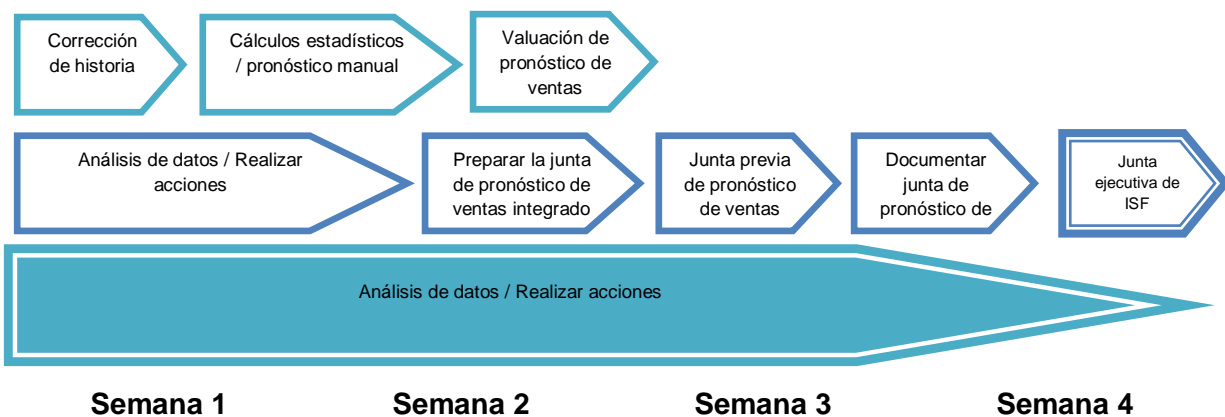 Corrección
de historia
Cálculos estadísticos
/ pronóstico manual
Valuación de
pronóstico de
ventas
Análisis de datos / Realizar
acciones
Preparar la junta
de pronóstico de
ventas integrado
Junta previa
de pronóstico
de ventas
Documentar
junta de
pronóstico de
Junta
ejecutiva de
ISF
Análisis de datos / Realizar acciones
Semana 1
Semana 2
Semana 3
Semana 4